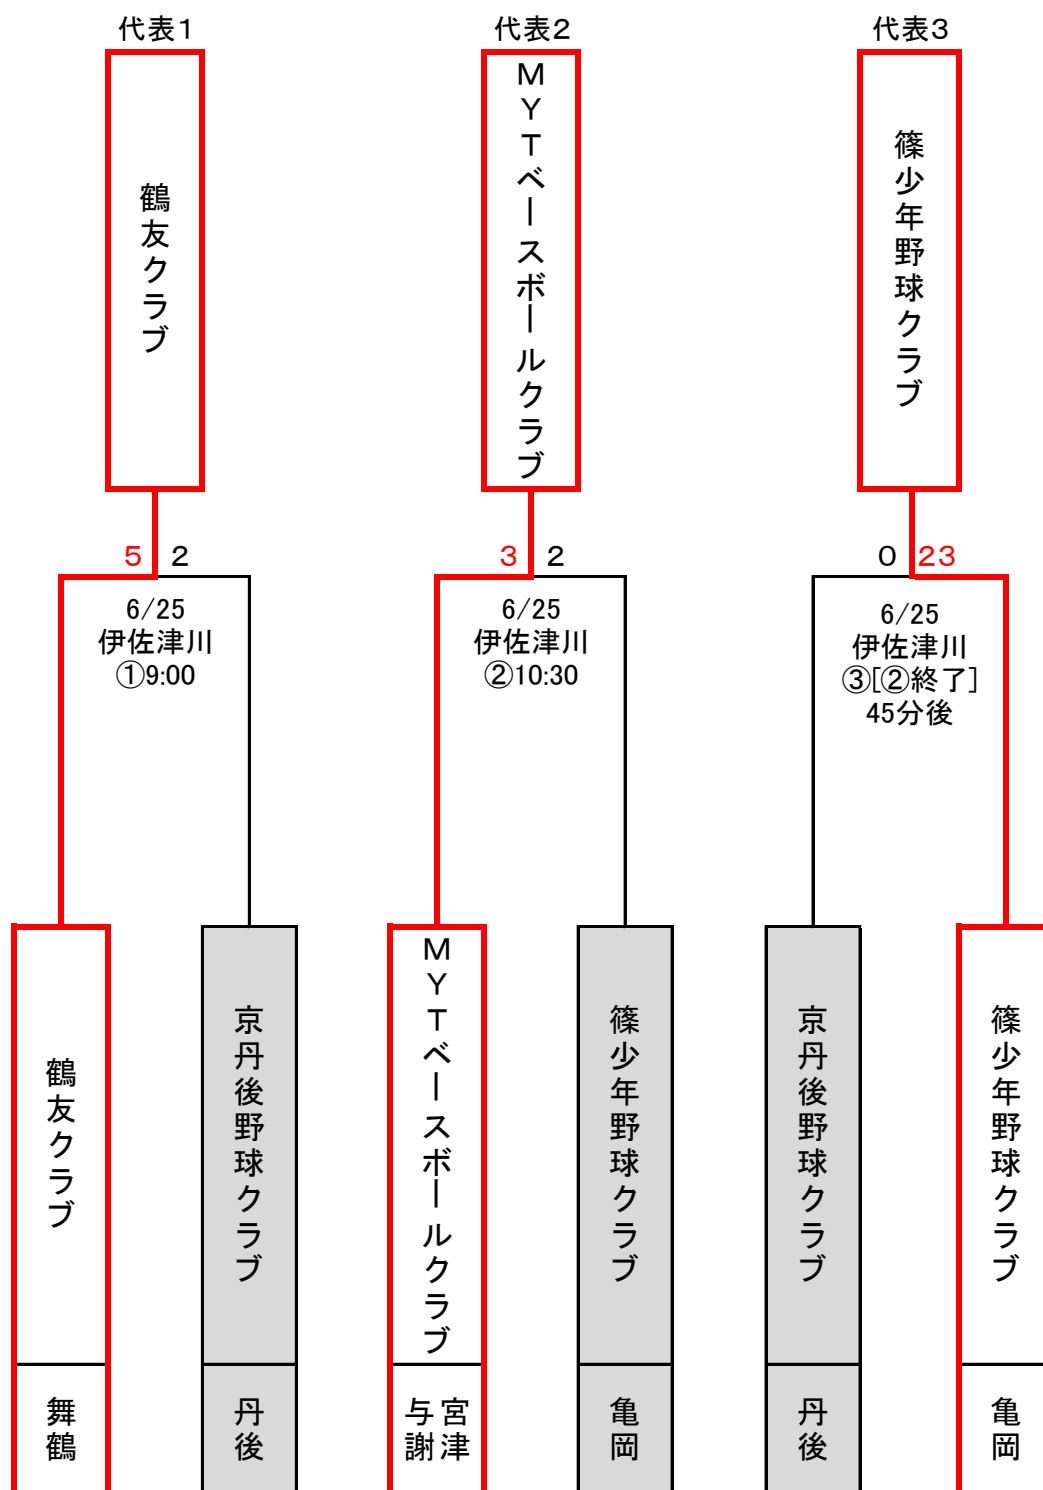 代表1
代表2
代表3
鶴友クラブ
MYTベースボールクラブ
篠少年野球クラブ
5 2
3 2
0 23
6/25
伊佐津川
①9:00
6/25
伊佐津川
②10:30
6/25
伊佐津川
③[②終了]
45分後
鶴友クラブ
京丹後野球クラブ
MYTベースボールクラブ
篠少年野球クラブ
京丹後野球クラブ
篠少年野球クラブ
舞鶴
丹後
宮津
与謝
亀岡
丹後
亀岡